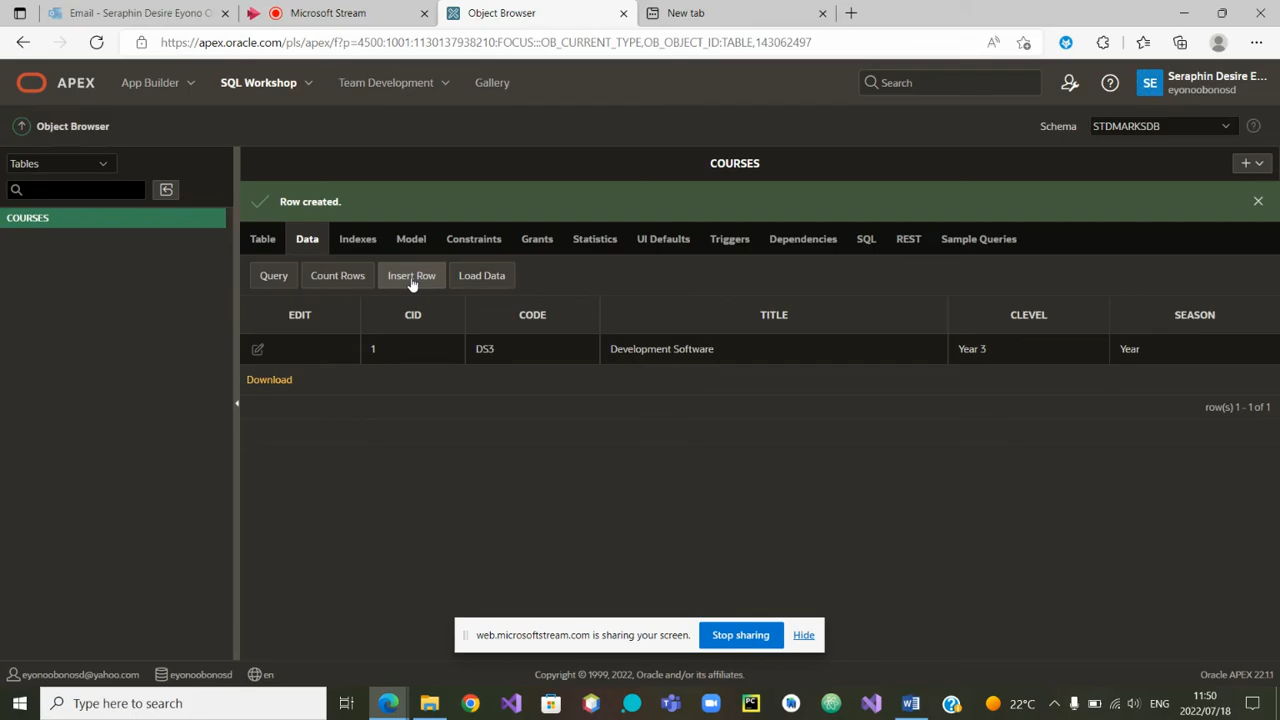 Email - Seraphin Desire Eyono O
Microsoft Stream
Object Browser
New tab
https://apex.oracle.com/pls/apex/f?p=4500:1001:1130137938210:FOCUS:::OB_CURRENT_TYPE,OB_OBJECT_ID:TABLE,143062497
APEX App Builder SQL Workshop Team Development Gallery Search SE Seraphin Desire E...
eyonoobonosd
Object Browser Schema STDMARKSDB
Tables COURSES
Row created.
COURSES
Table Data Indexes Model Constraints Grants Statistics UI Defaults Triggers Dependencies SQL REST Sample Queries
Query Count Rows Insert Row Load Data
EDIT CID CODE TITLE CLEVEL SEASON
1 DS3 Development Software Year 3 Year
Download
row(s) 1 - 1 of 1
web.microsoftstream.com is sharing your screen. Stop sharing Hide
eyonoobonosd@yahoo.com eyonoobonosd en Copyright © 1999, 2022, Oracle and/or its affiliates. Oracle APEX 22.1.1
Type here to search 22°C ENG 11:50
2022/07/18